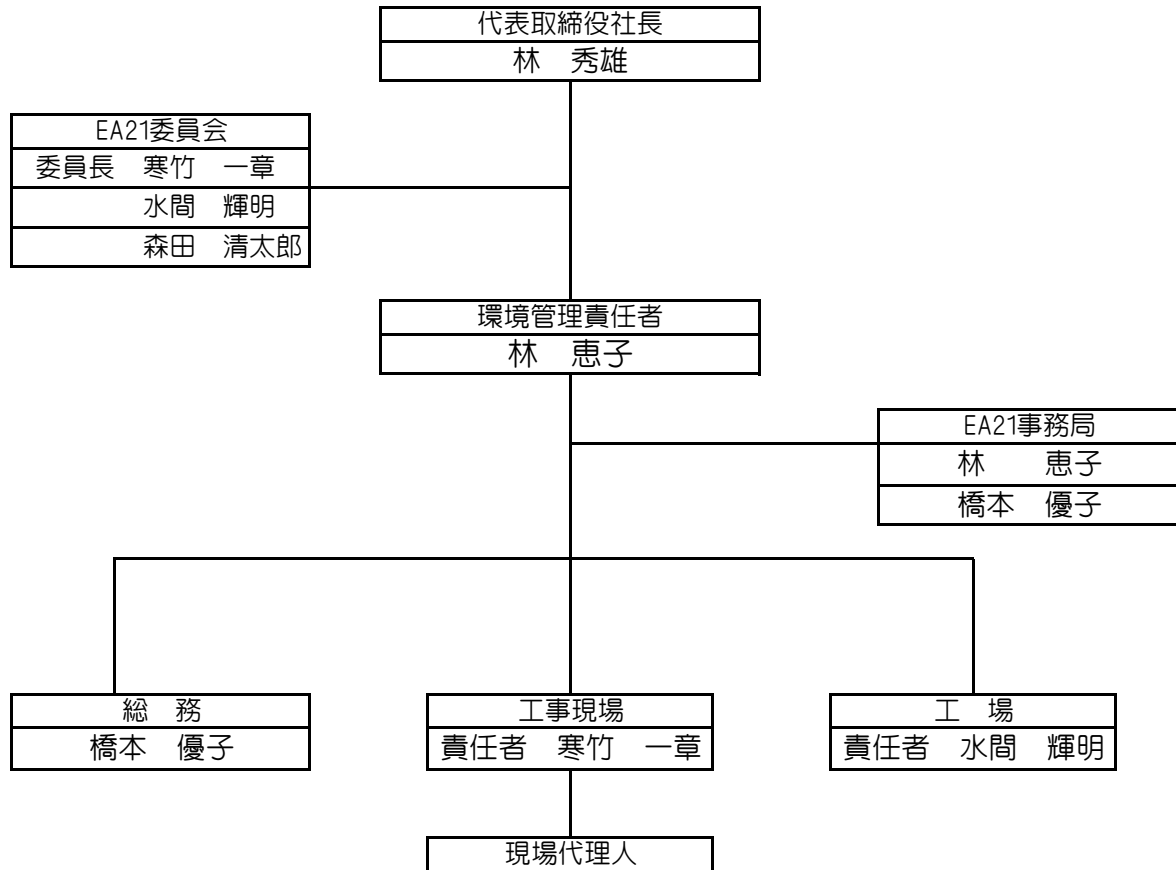 代表取締役社長
林　秀雄
EA21委員会
委員長　寒竹　一章
水間　輝明
森田　清太郎
環境管理責任者
林　恵子
EA21事務局
林　　恵子
橋本　優子
総　務
橋本　優子
工事現場
責任者　寒竹　一章
工　場
責任者　水間　輝明
現場代理人